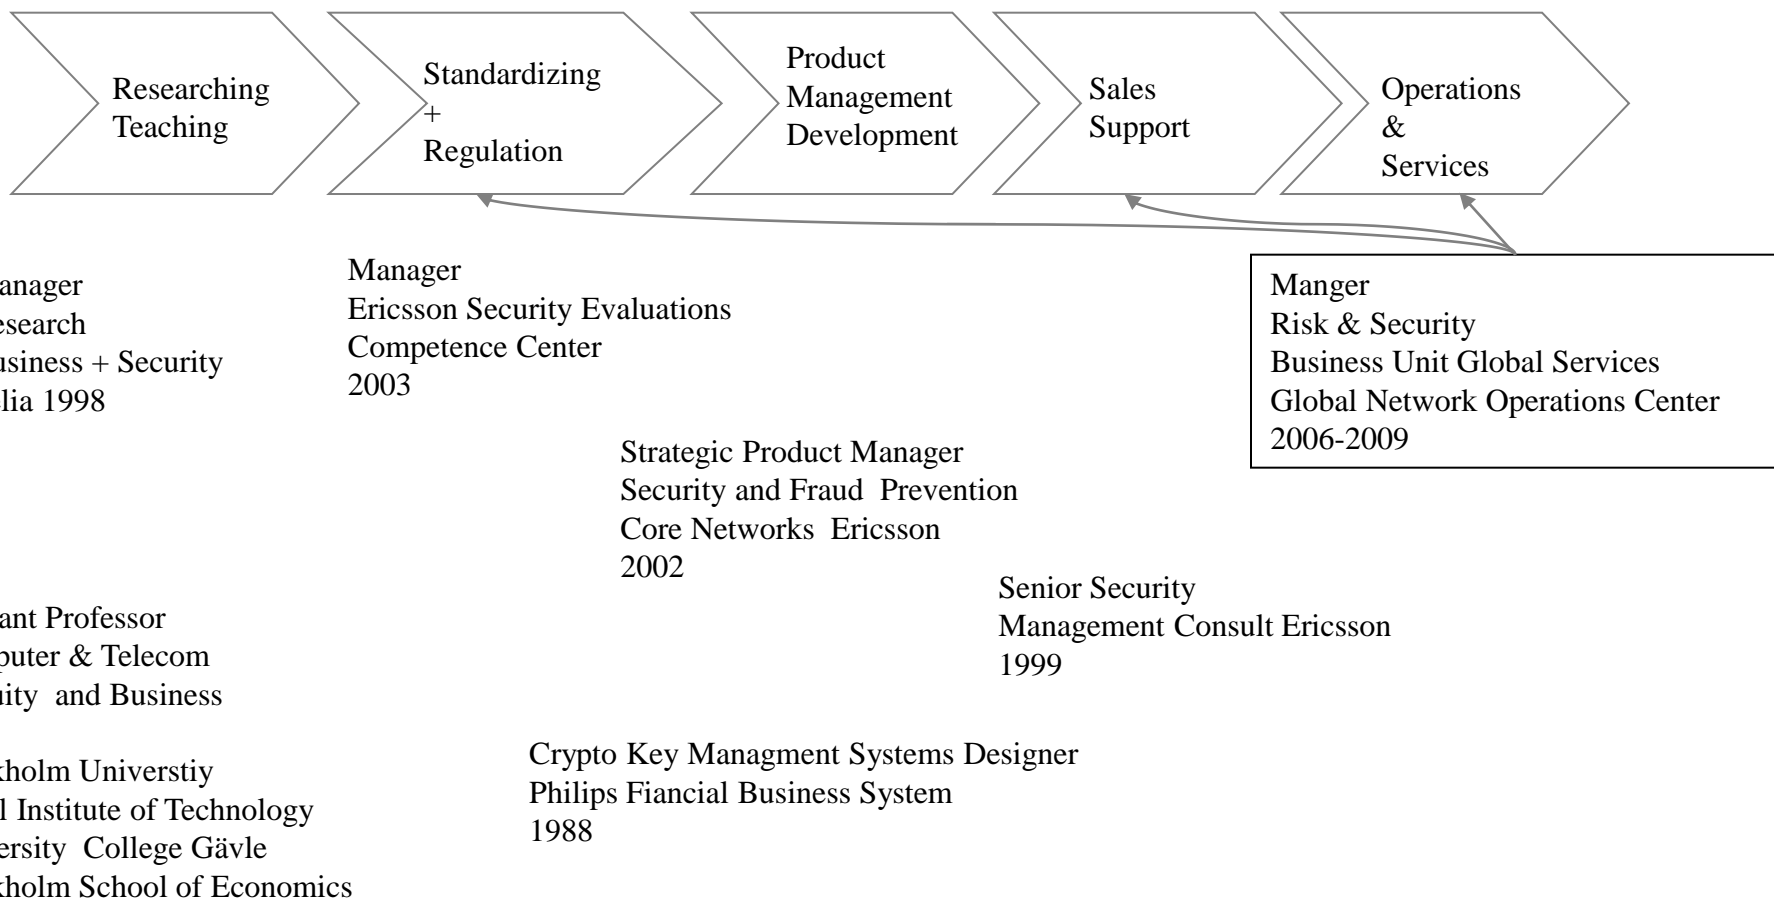 Researching
Teaching
Standardizing
+
Regulation
Product
Management
Development
Sales
Support
Operations
&
Services
anager
esearch
usiness + Security
elia 1998
Manager
Ericsson Security Evaluations
Competence Center
2003
Manger
Risk & Security
Business Unit Global Services
Global Network Operations Center
2006-2009
Strategic Product Manager
Security and Fraud  Prevention
Core Networks  Ericsson
2002
Senior Security
Management Consult Ericsson
1999
ant Professor
puter & Telecom
uity  and Business
kholm Universtiy
l Institute of Technology
ersity  College Gävle
kholm School of Economics
Crypto Key Managment Systems Designer
Philips Fiancial Business System
1988